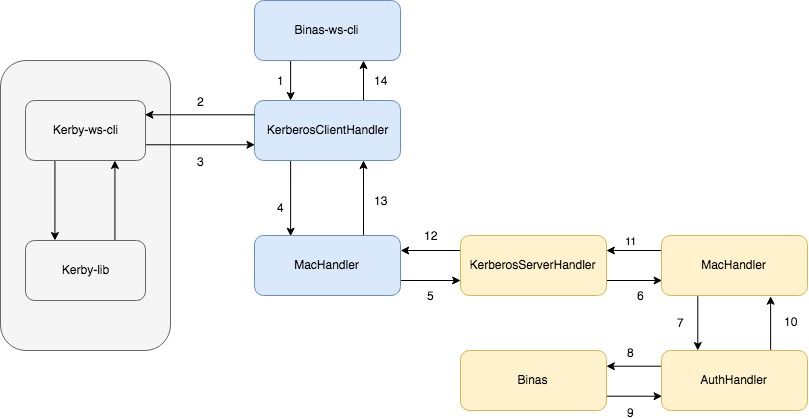 Binas-ws-cli
1
14
2
Kerby-ws-cli
KerberosClientHandler
3
4
13
12
11
Kerby-lib
MacHandler
KerberosServerHandler
MacHandler
5
6
7
10
8
Binas
AuthHandler
9